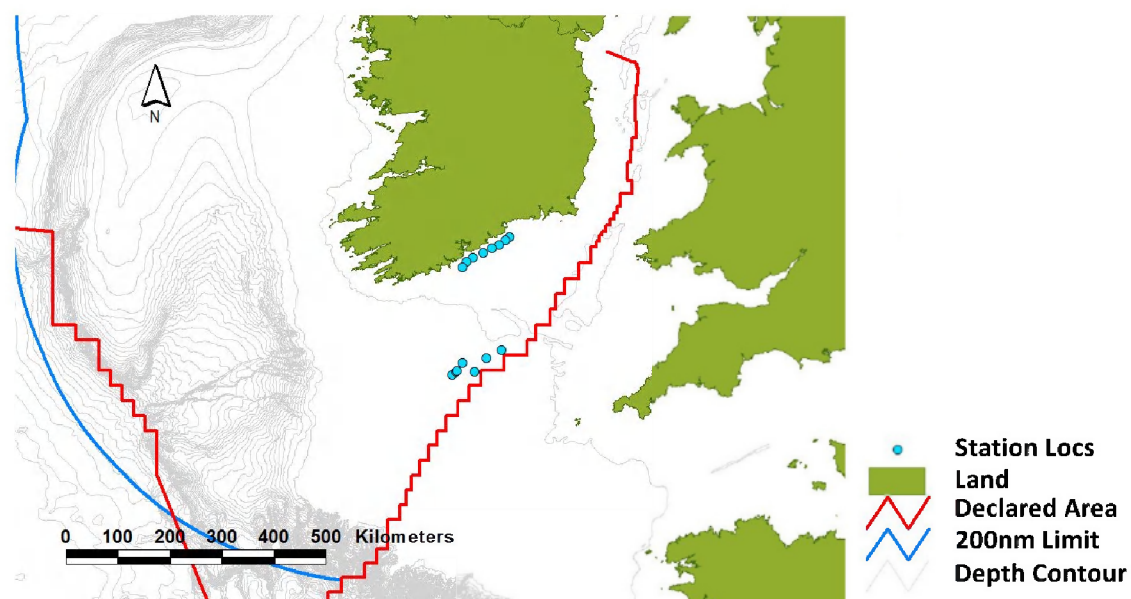 N
Station Locs
Land
Declared Area
200nm Limit
Depth Contour
0 100 200 300 400 500 Kilometers